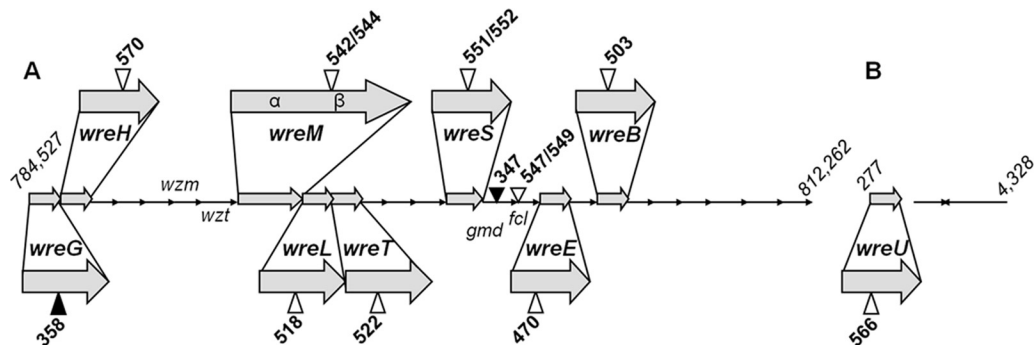 A
B
570
542/544
551/552
503
α β
wreH
wreM
wreS
wreB
784,527
347
547/549
812,262
277
4,328
wzm
wzt
gmd
fcl
wreG
wreL
wreT
wreE
wreU
358
518
522
470
566